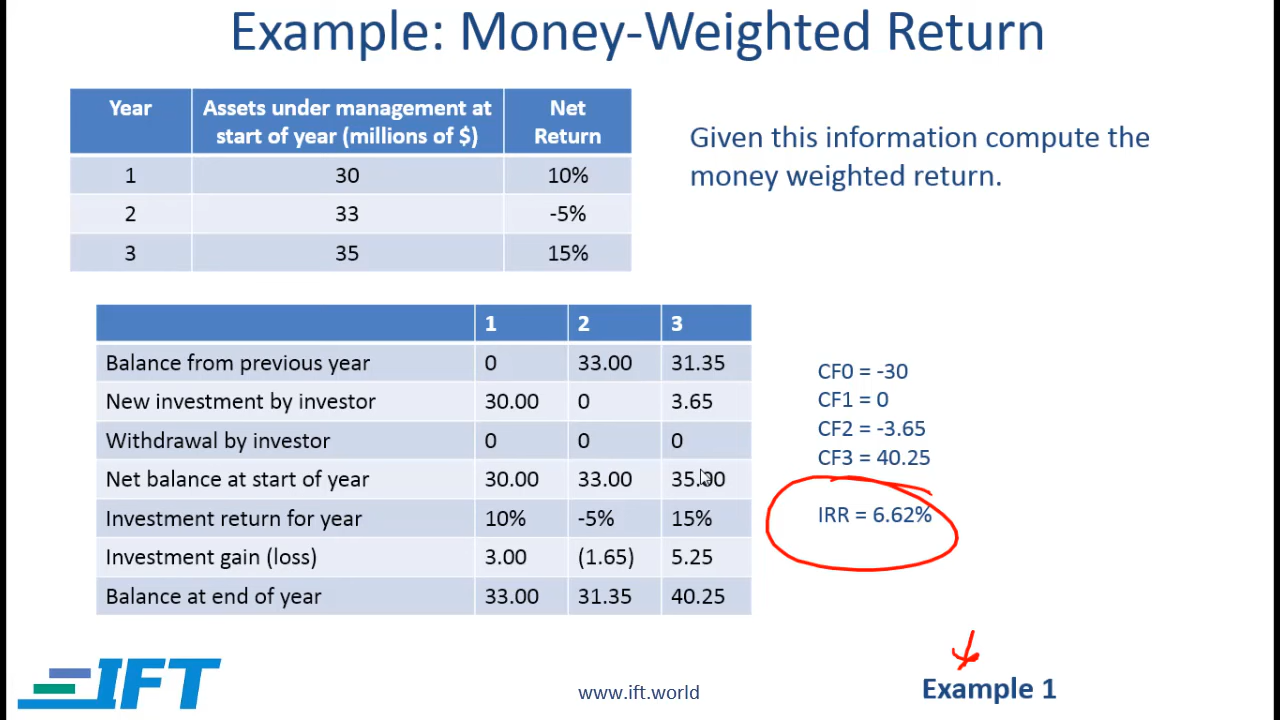 Example: Money-Weighted Return
Year Assets under management at start of year (millions of $) Net Return
1 30 10%
2 33 -5%
3 35 15%
Given this information compute the
money weighted return.
1 2 3
Balance from previous year 0 33.00 31.35
New investment by investor 30.00 0 3.65
Withdrawal by investor 0 0 0
Net balance at start of year 30.00 33.00 35.00
Investment return for year 10% -5% 15%
Investment gain (loss) 3.00 (1.65) 5.25
Balance at end of year 33.00 31.35 40.25
CF0 = -30
CF1 = 0
CF2 = -3.65
CF3 = 40.25
IRR = 6.62%
IFT
www.ift.world
Example 1